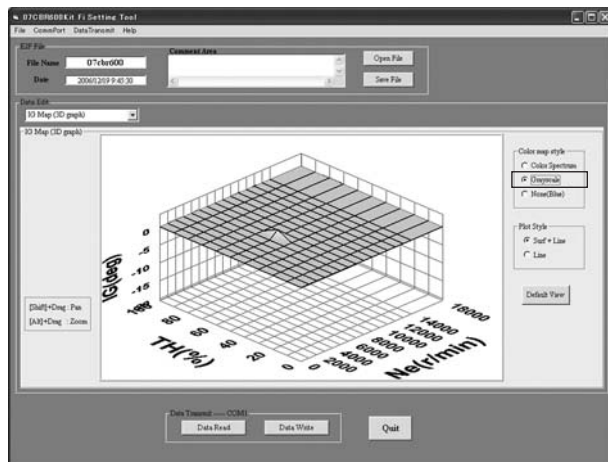 07CBR600Kit Fi Setting Tool
File CommPort DataTransmit Help
EJF File
File Name 07cbr600
Date 2006/12/19 9:45:30
Comment Area
Open File
Save File
Data Edit
IG Map (3D graph)
IG Map (3D graph)
Color map style
Color Spectrum
Grayscale
None(Blue)
Plot Style
Surf + Line
Line
Default View
[Shift]+Drag : Pan
[Alt]+Drag : Zoom
IG(deg)
0
-5
-10
-15
TH(%)
80
60
40
20
0
Ne(r/min)
0
2000
4000
6000
8000
10000
12000
14000
16000
Data Transmit ----- COM1
Data Read
Data Write
Quit